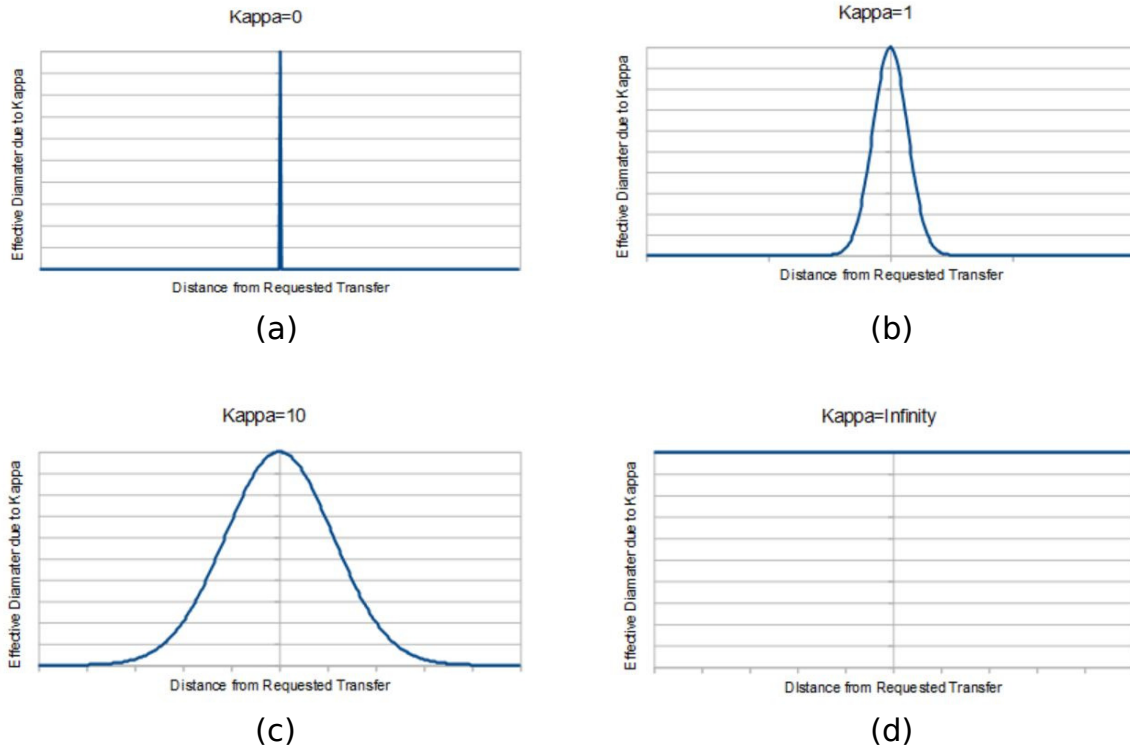 Kappa=0
Effective Diamater due to Kappa
Distance from Requested Transfer
(a)
Kappa=1
Effective Diamater due to Kappa
Distance from Requested Transfer
(b)
Kappa=10
Effective Diamater due to Kappa
Distance from Requested Transfer
(c)
Kappa=Infinity
Effective Diamater due to Kappa
Distance from Requested Transfer
(d)